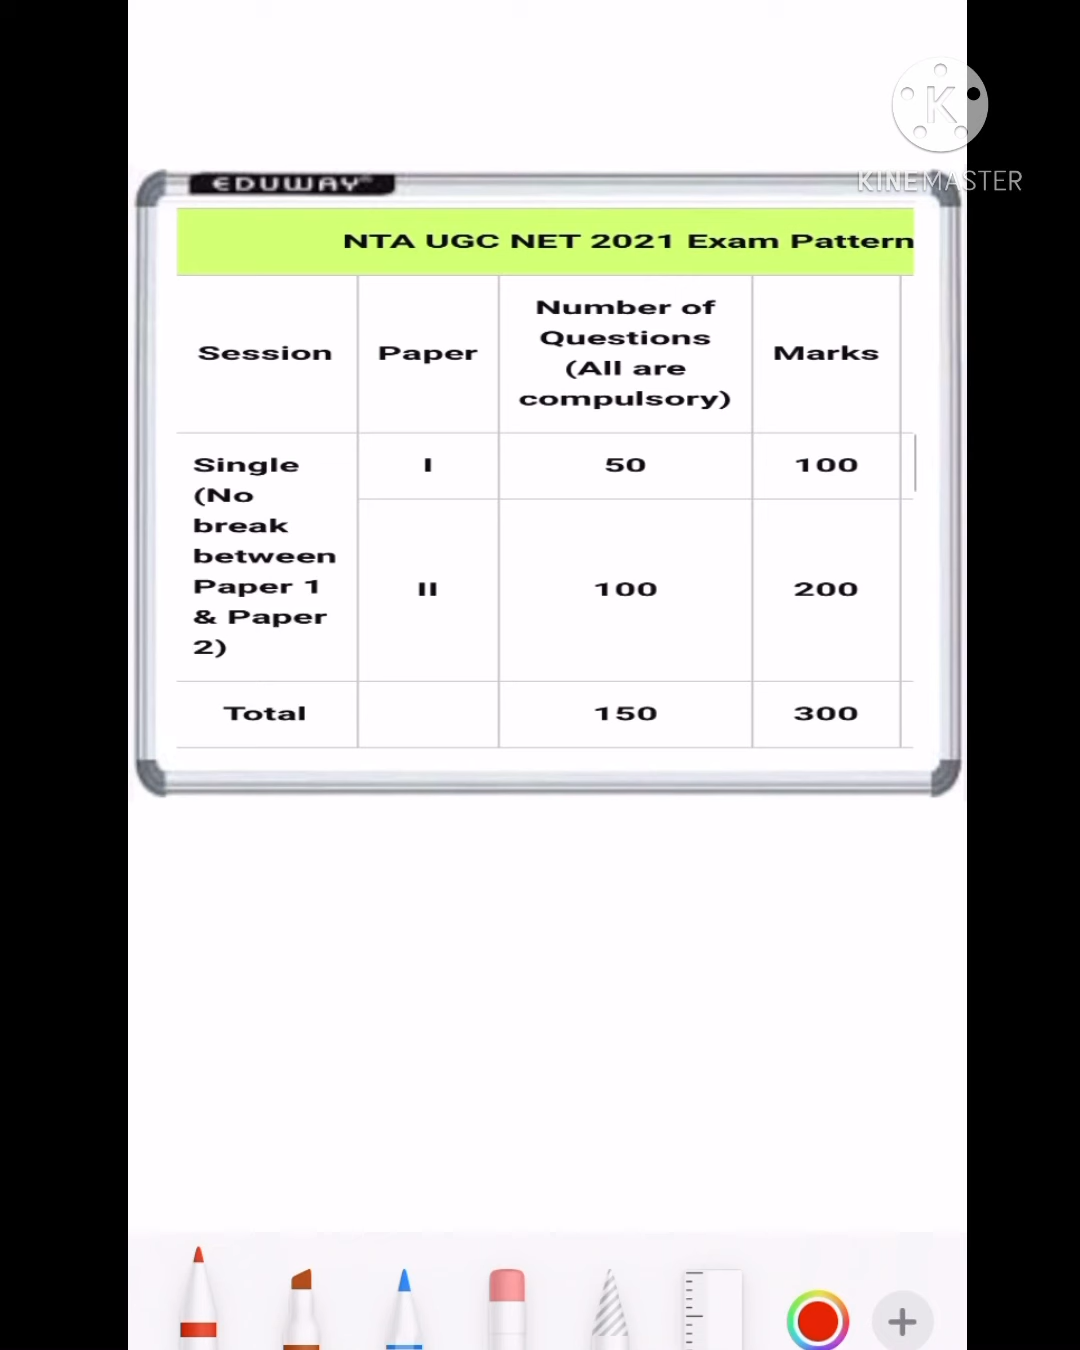 K
KINEMASTER
EDUWAY
NTA UGC NET 2021 Exam Pattern
Session
Paper
Number of
Questions
(All are
compulsory)
Marks
Single
(No
break
between
Paper 1
& Paper
2)
I
50
100
II
100
200
Total
150
300